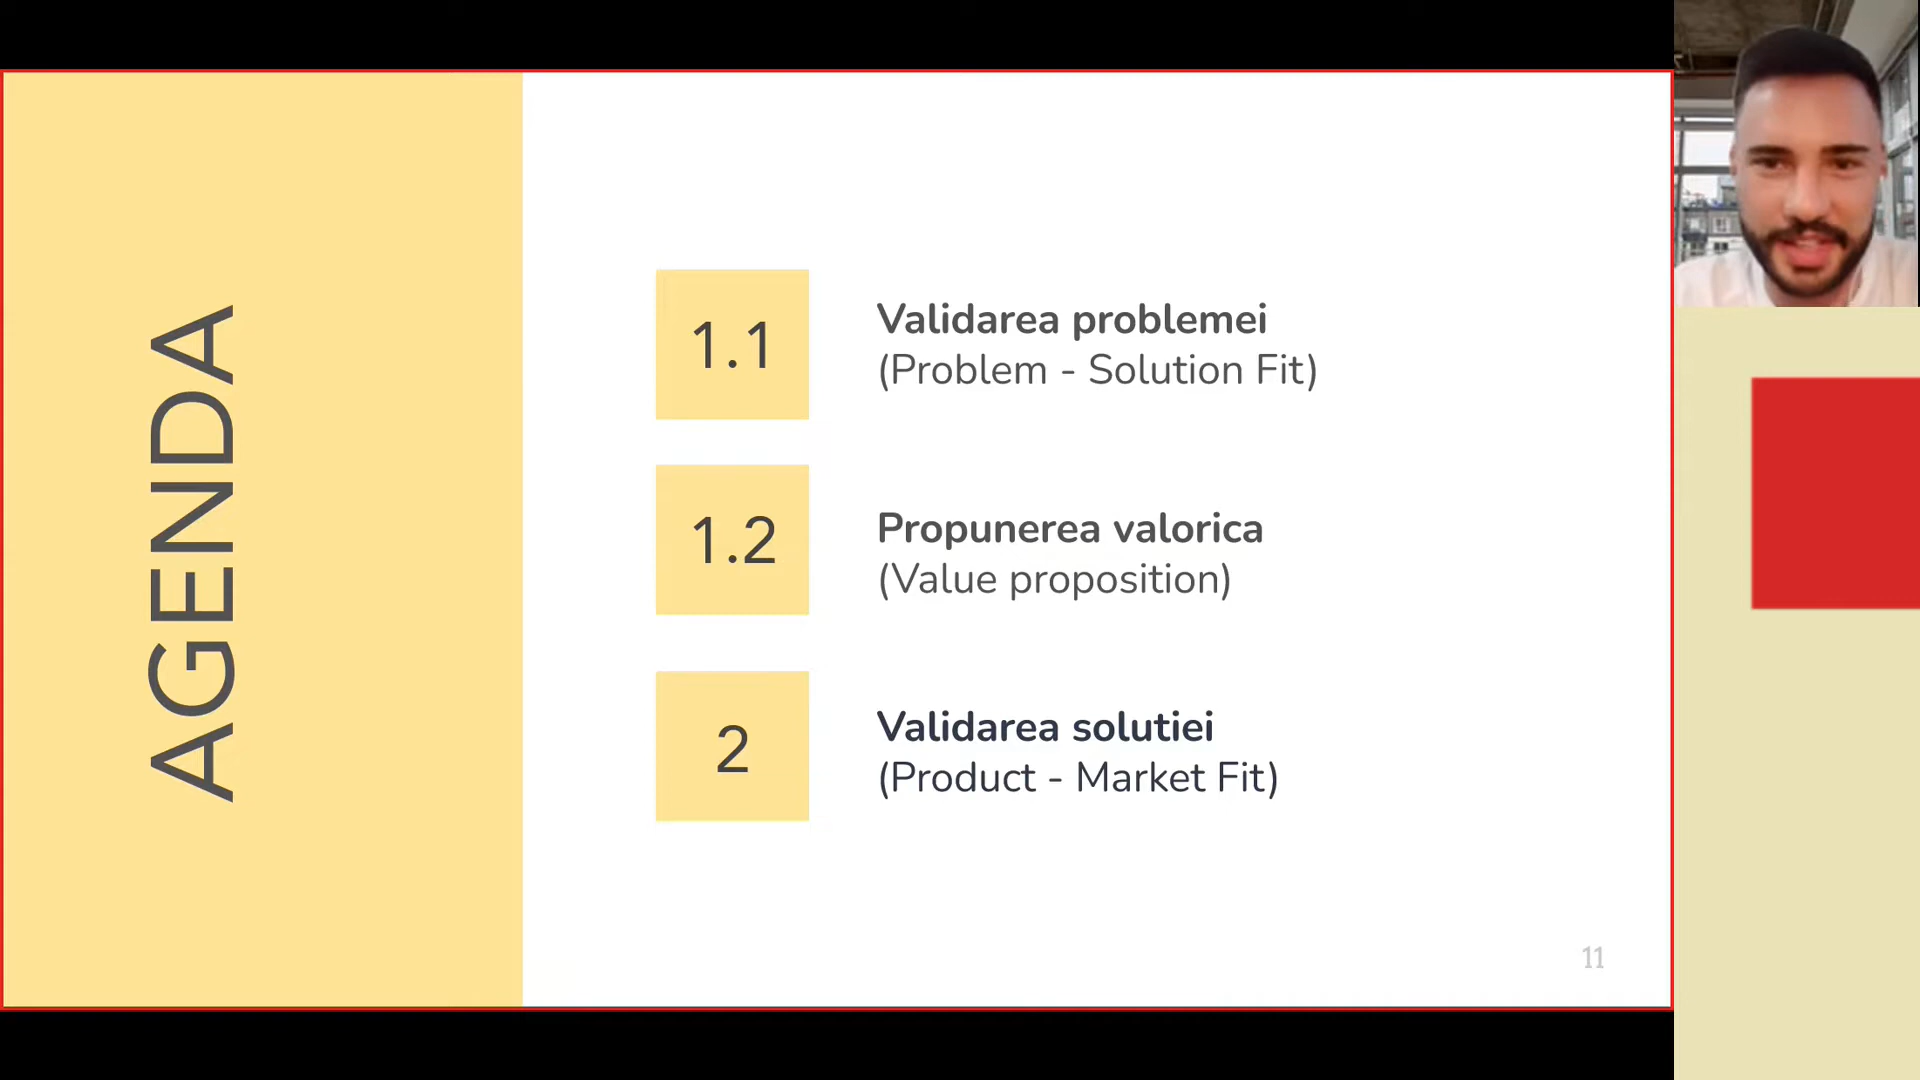 AGENDA
1.1
Validarea problemei
(Problem - Solution Fit)
1.2
Propunerea valorica
(Value proposition)
2
Validarea solutiei
(Product - Market Fit)
11